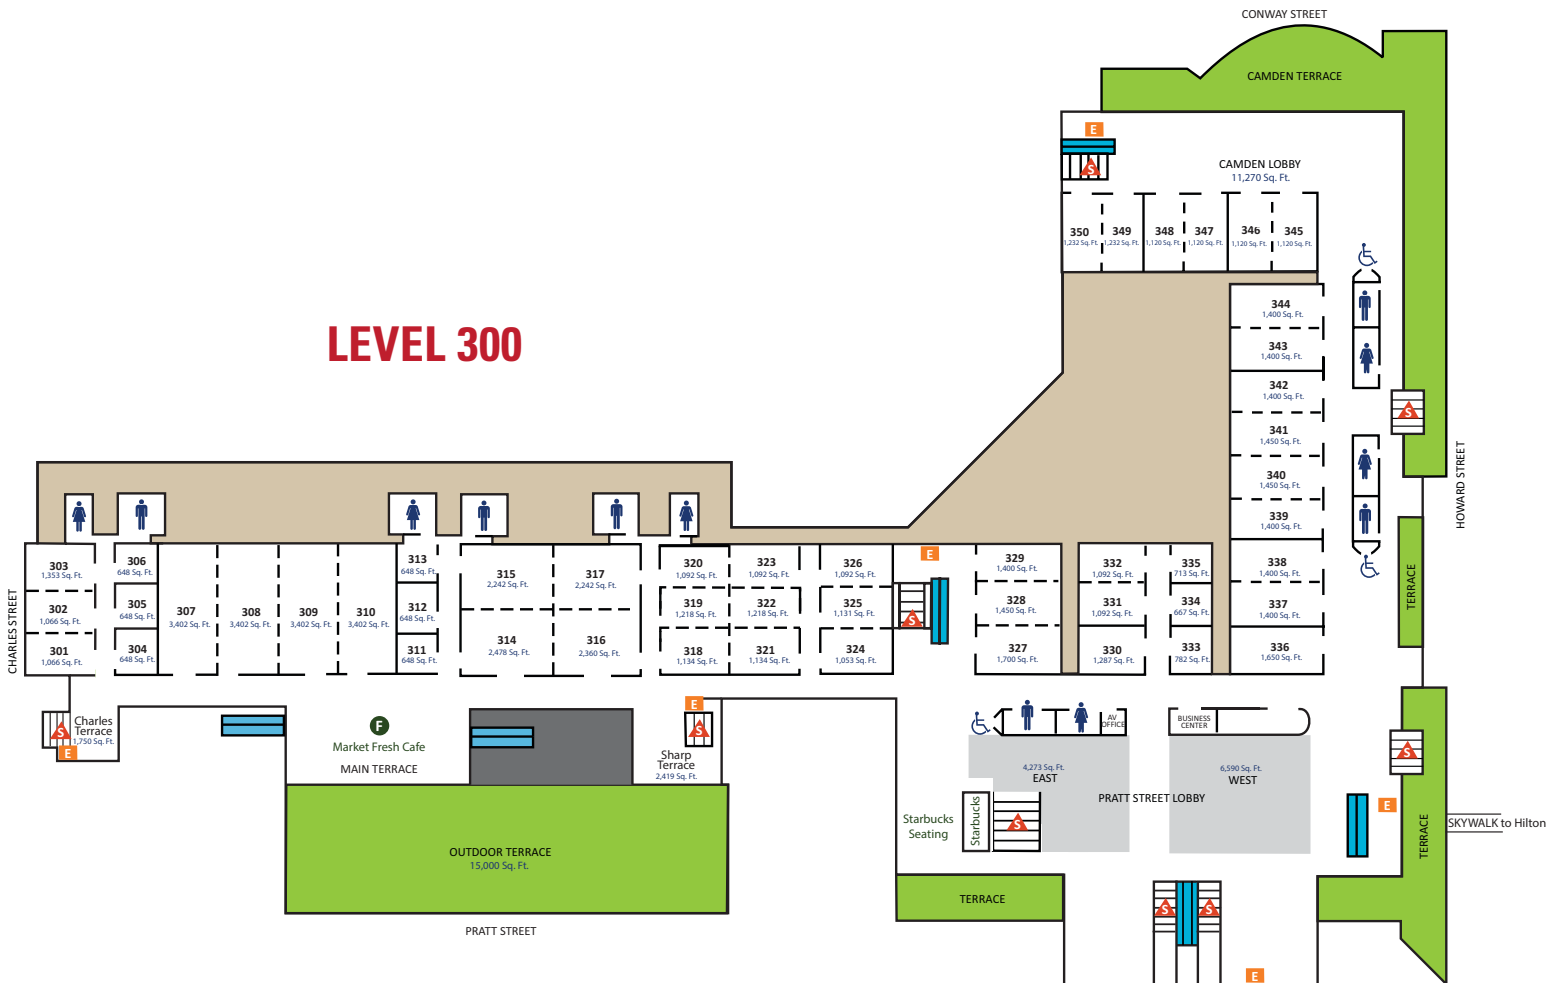 CONWAY STREET
CAMDEN TERRACE
E
S
CAMDEN LOBBY
11,270 Sq. Ft.
350
1,232 Sq. Ft.
349
1,232 Sq. Ft.
348
1,120 Sq. Ft.
347
1,120 Sq. Ft.
346
1,120 Sq. Ft.
345
1,120 Sq. Ft.
344
1,400 Sq. Ft.
343
1,400 Sq. Ft.
342
1,400 Sq. Ft.
341
1,450 Sq. Ft.
340
1,450 Sq. Ft.
339
1,400 Sq. Ft.
338
1,400 Sq. Ft.
337
1,400 Sq. Ft.
336
1,650 Sq. Ft.
S
HOWARD STREET
TERRACE
LEVEL 300
CHARLES STREET
303
1,353 Sq. Ft.
302
1,066 Sq. Ft.
301
1,066 Sq. Ft.
306
648 Sq. Ft.
305
648 Sq. Ft.
304
648 Sq. Ft.
307
3,402 Sq. Ft.
308
3,402 Sq. Ft.
309
3,402 Sq. Ft.
310
3,402 Sq. Ft.
313
648 Sq. Ft.
312
648 Sq. Ft.
311
648 Sq. Ft.
315
2,242 Sq. Ft.
317
2,242 Sq. Ft.
314
2,478 Sq. Ft.
316
2,360 Sq. Ft.
320
1,092 Sq. Ft.
319
1,218 Sq. Ft.
318
1,134 Sq. Ft.
323
1,092 Sq. Ft.
322
1,218 Sq. Ft.
321
1,134 Sq. Ft.
326
1,092 Sq. Ft.
325
1,131 Sq. Ft.
324
1,053 Sq. Ft.
E
S
329
1,400 Sq. Ft.
328
1,450 Sq. Ft.
327
1,700 Sq. Ft.
332
1,092 Sq. Ft.
331
1,092 Sq. Ft.
330
1,287 Sq. Ft.
335
713 Sq. Ft.
334
667 Sq. Ft.
333
782 Sq. Ft.
S
E
Charles
Terrace
1,750 Sq. Ft.
F
Market Fresh Cafe
MAIN TERRACE
E
S
Sharp
Terrace
2,419 Sq. Ft.
OUTDOOR TERRACE
15,000 Sq. Ft.
PRATT STREET
AV
OFFICE
BUSINESS
CENTER
4,273 Sq. Ft.
EAST
6,590 Sq. Ft.
WEST
PRATT STREET LOBBY
Starbucks
Seating
Starbucks
S
TERRACE
S
S
E
S
E
TERRACE
SKYWALK to Hilton